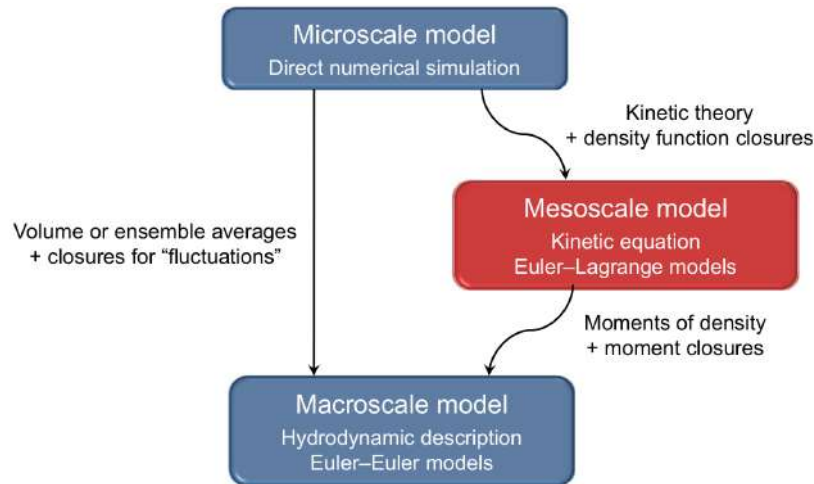 Microscale model
Direct numerical simulation
Kinetic theory
+ density function closures
Volume or ensemble averages
+ closures for “fluctuations”
Mesoscale model
Kinetic equation
Euler–Lagrange models
Moments of density
+ moment closures
Macroscale model
Hydrodynamic description
Euler–Euler models